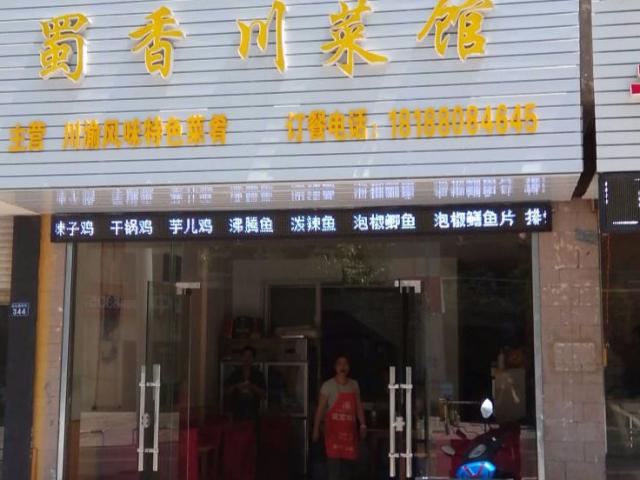 蜀香川菜馆
主营 川渝风味特色菜肴 订餐电话：18188084645
辣子鸡 干锅鸡 芋儿鸡 沸腾鱼 泼辣鱼 泡椒鲫鱼 泡椒鳝鱼片 排
344